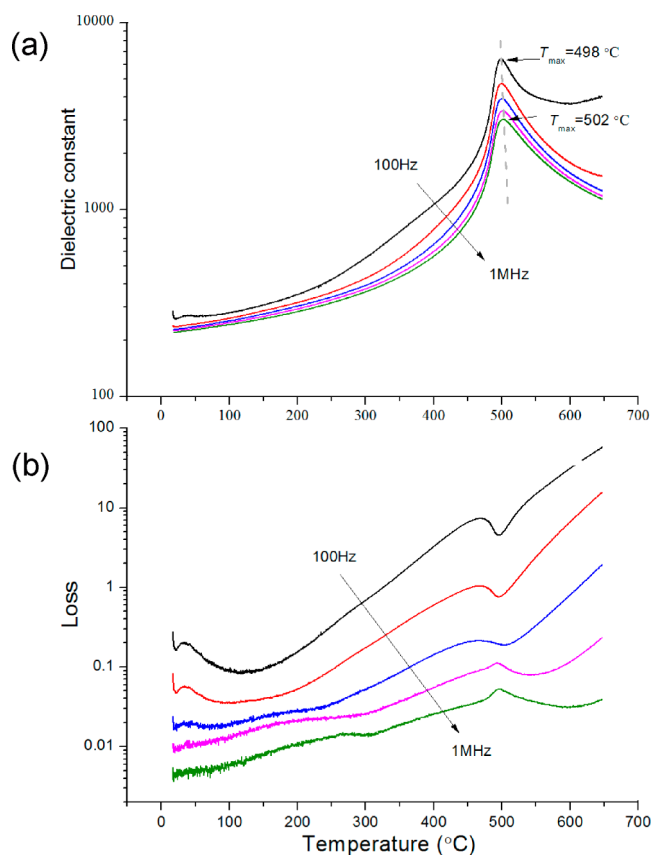 (a)
10000
1000
100
Dielectric constant
Tmax=498 °C
Tmax=502 °C
100Hz
1MHz
0 100 200 300 400 500 600 700
(b)
100
10
1
0.1
0.01
Loss
100Hz
1MHz
0 100 200 300 400 500 600 700
Temperature (°C)